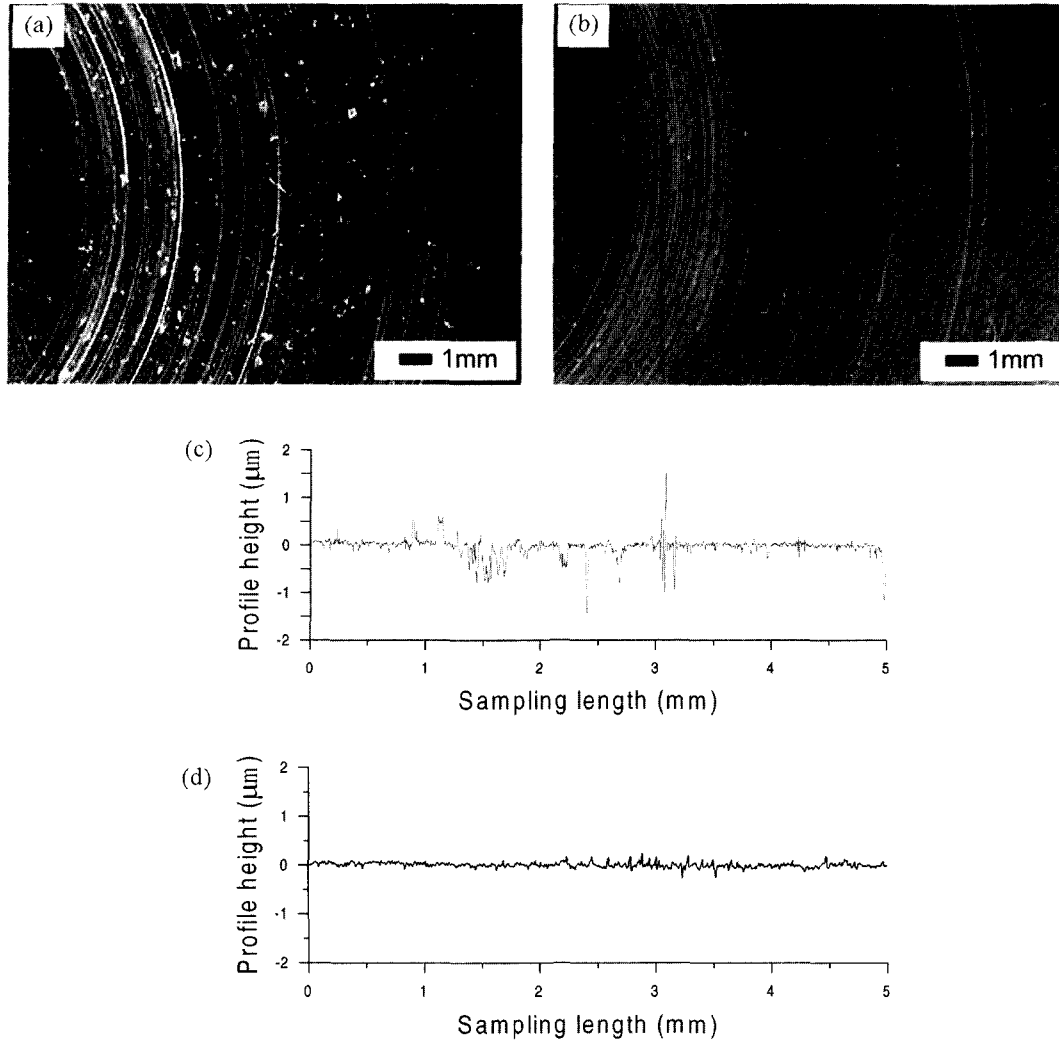 (a)
1mm
(b)
1mm
(c)
Profile height (μm)
2
1
0
-1
-2
0 1 2 3 4 5
Sampling length (mm)
(d)
Profile height (μm)
2
1
0
-1
-2
0 1 2 3 4 5
Sampling length (mm)